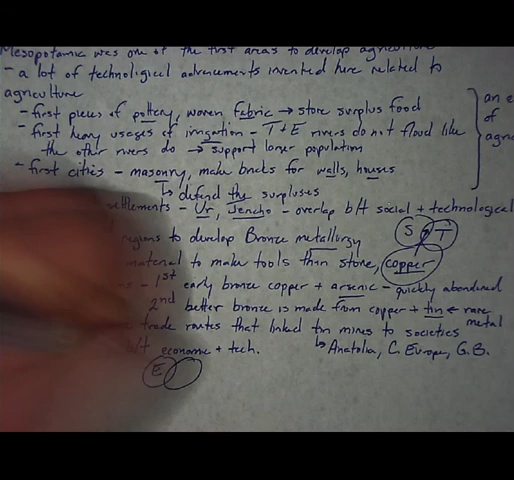 Mesopotamia was one of the first areas to develop agriculture
- a lot of technological advancements invented here related to
agriculture
- first pieces of pottery, woven fabric → store surplus food
- first heavy usages of irrigation - T+E rivers do not flood like
the other rivers do → support larger population
- first cities - masonry, make bricks for walls, houses
↳ defend the surpluses
an e
of
agri
settlements - Ur, Jericho - overlap b/t social + technological
S T
regions to develop Bronze metallurgy
material to make tools than stone, copper
- 1st early bronze copper + arsenic - quickly abandoned
2nd better bronze is made from copper + tin ← rare metal
trade routes that linked tin mines to societies
↳ Anatolia, C. Europe, G.B.
b/t economic + tech.
E